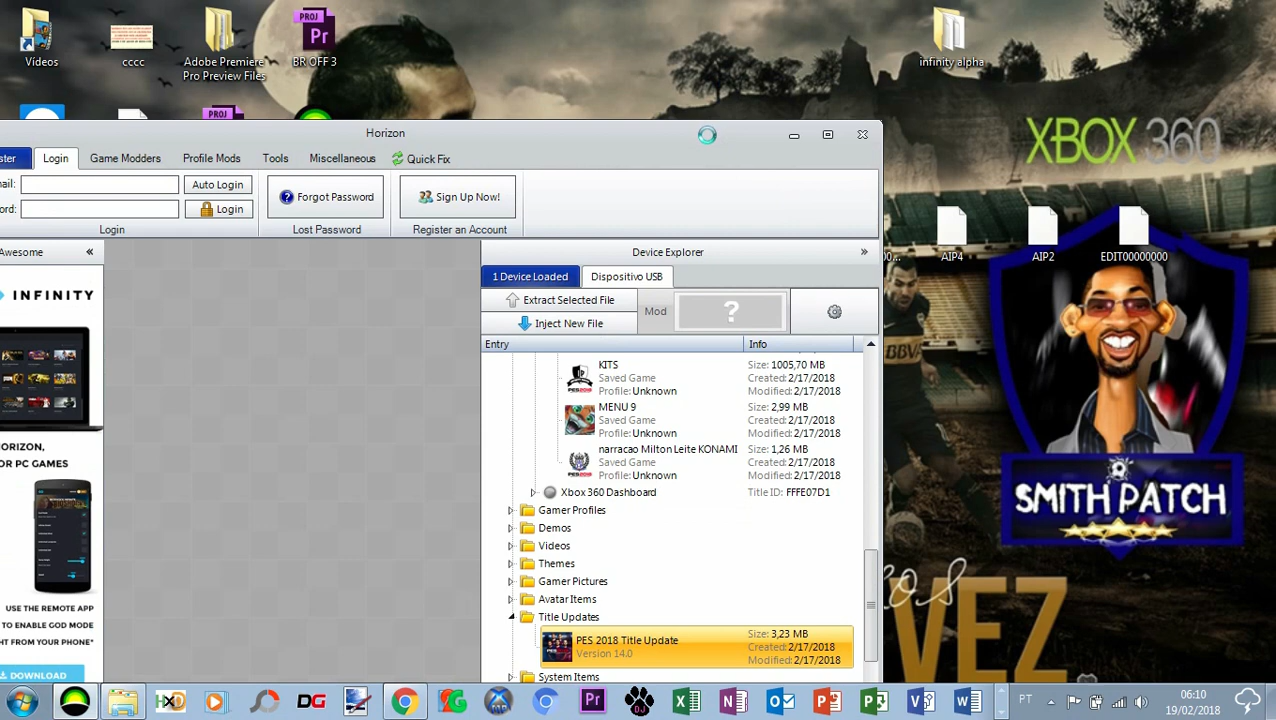 PROJ
Pr
Vídeos
cccc
Adobe Premiere
Pro Preview Files
BR OFF 3
infinity alpha
PROJ
Horizon
XBOX 360
Login
Game Modders
Profile Mods
Tools
Miscellaneous
Quick Fix
Auto Login
Forgot Password
Sign Up Now!
Login
Login
Lost Password
Register an Account
Awesome
«
Device Explorer
»
AIP4
AIP2
EDIT00000000
1 Device Loaded
Dispositivo USB
INFINITY
Extract Selected File
Inject New File
Mod
?
Entry
Info
KITS
Saved Game
Profile: Unknown
Size: 1005,70 MB
Created: 2/17/2018
Modified: 2/17/2018
MENU 9
Saved Game
Profile: Unknown
Size: 2,99 MB
Created: 2/17/2018
Modified: 2/17/2018
narracao Milton Leite KONAMI
Saved Game
Profile: Unknown
Size: 1,26 MB
Created: 2/17/2018
Modified: 2/17/2018
Xbox 360 Dashboard
Title ID: FFFE07D1
Gamer Profiles
Demos
Videos
Themes
Gamer Pictures
Avatar Items
Title Updates
PES 2018 Title Update
Version 14.0
Size: 3,23 MB
Created: 2/17/2018
Modified: 2/17/2018
System Items
HORIZON,
OR PC GAMES
USE THE REMOTE APP
TO ENABLE GOD MODE
HT FROM YOUR PHONE*
DOWNLOAD
SMITH PATCH
VEZ
HXD
DG
Pr
DJ
PT
06:10
19/02/2018